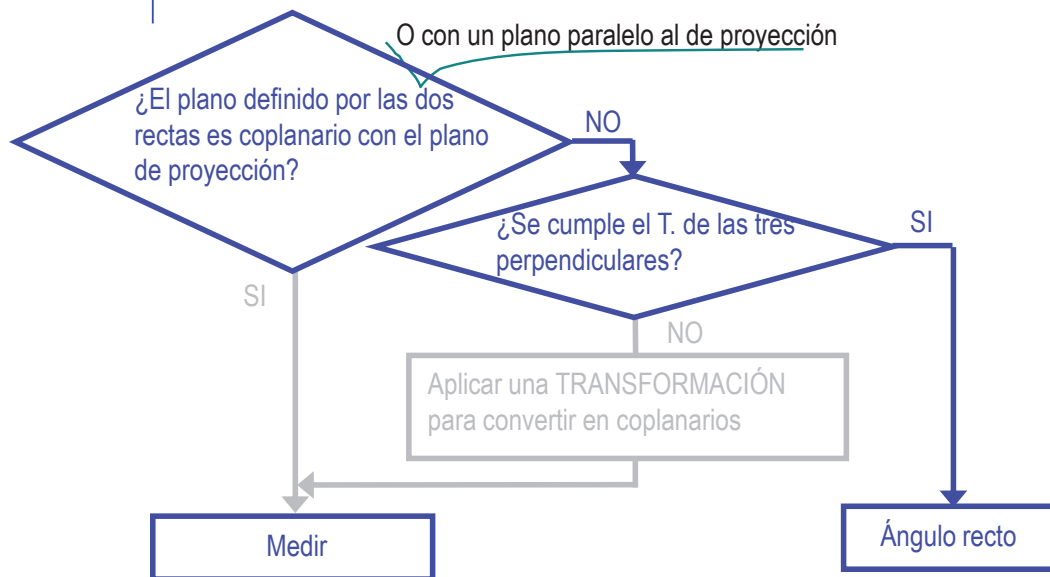 O con un plano paralelo al de proyección
¿El plano definido por las dos
rectas es coplanario con el plano
de proyección?
NO
¿Se cumple el T. de las tres
perpendiculares?
SI
SI
NO
Aplicar una TRANSFORMACIÓN
para convertir en coplanarios
Medir
Ángulo recto